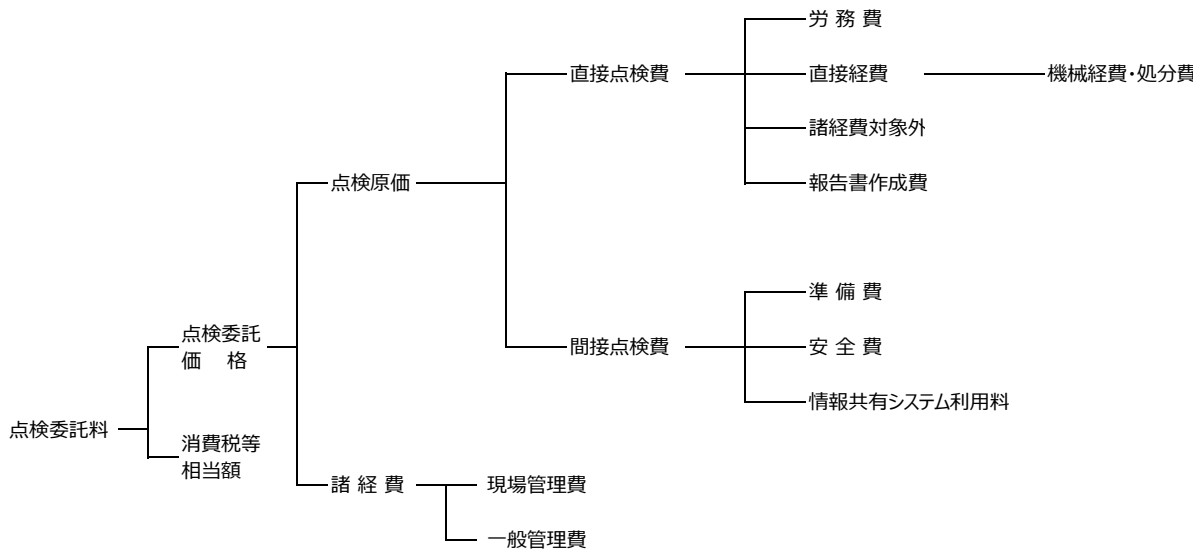 労 務 費
直接点検費
直接経費
機械経費・処分費
諸経費対象外
点検原価
報告書作成費
準 備 費
点検委託
価 格
間接点検費
安 全 費
情報共有システム利用料
点検委託料
消費税等
相当額
諸 経 費
現場管理費
一般管理費